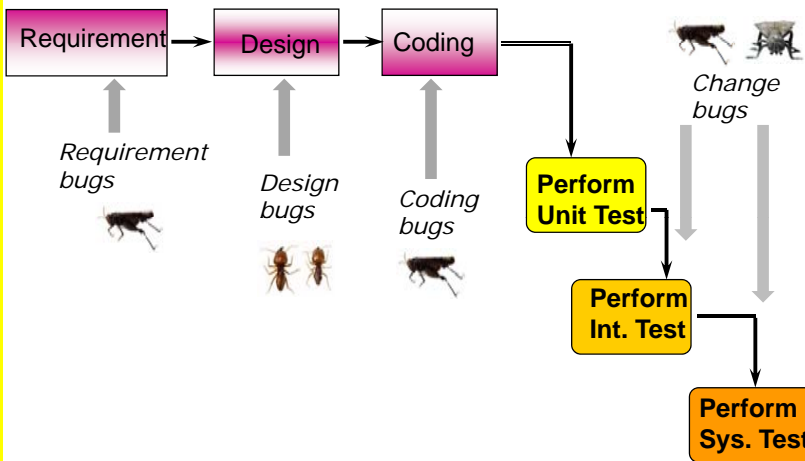 Requirement
Design
Coding
Change
bugs
Requirement
bugs
Design
bugs
Coding
bugs
Perform
Unit Test
Perform
Int. Test
Perform
Sys. Test